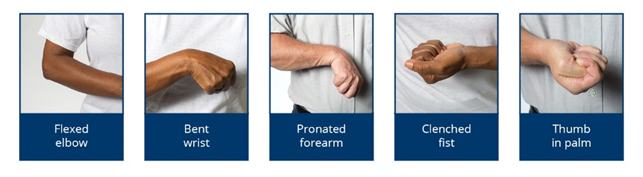 Flexed
elbow
Bent
wrist
Pronated
forearm
Clenched
fist
Thumb
in palm